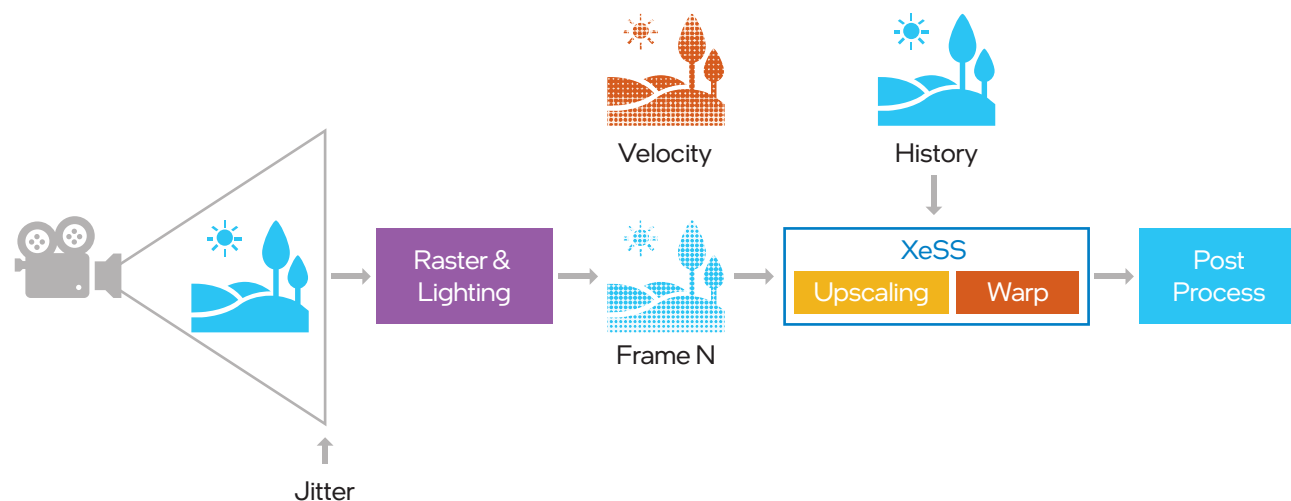 Velocity
History
Raster &
Lighting
XeSS
Upscaling
Warp
Post
Process
Frame N
Jitter